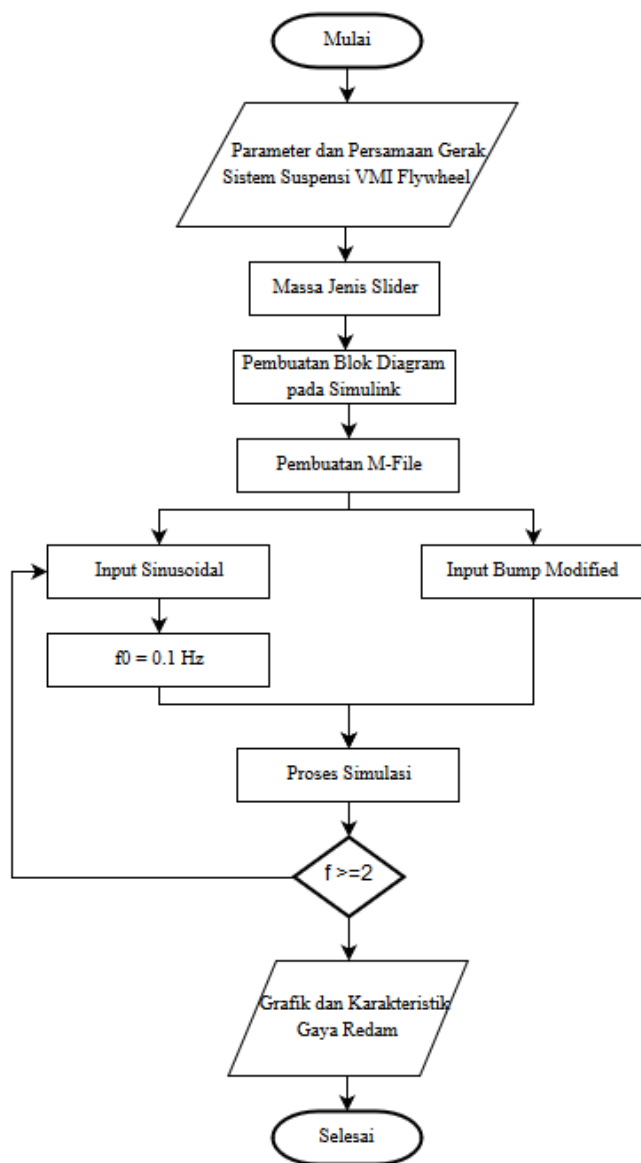 Mulai
Parameter dan Persamaan Gerak
Sistem Suspensi VMI Flywheel
Massa Jenis Slider
Pembuatan Blok Diagram
pada Simulink
Pembuatan M-File
Input Sinusoidal
Input Bump Modified
f0 = 0.1 Hz
Proses Simulasi
f >=2
Grafik dan Karakteristik
Gaya Redam
Selesai